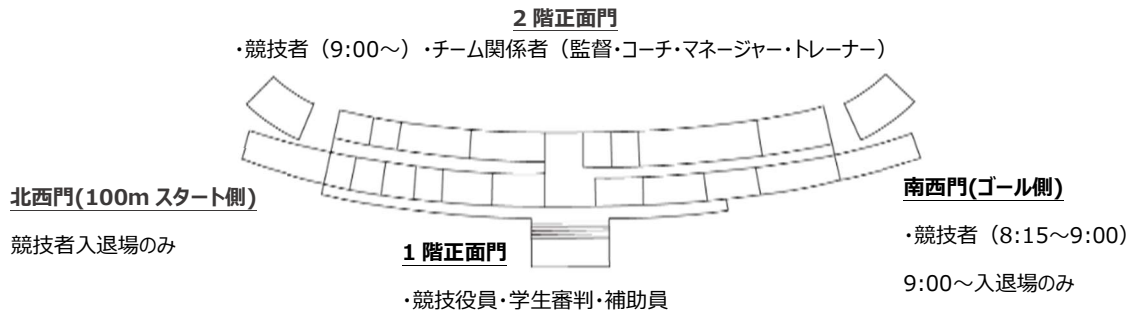 2 階正面門
・競技者（9:00～）・チーム関係者（監督・コーチ・マネージャー・トレーナー）
北西門(100m スタート側)
競技者入退場のみ
1 階正面門
・競技役員・学生審判・補助員
南西門(ゴール側)
・競技者（8:15～9:00）
9:00～入退場のみ